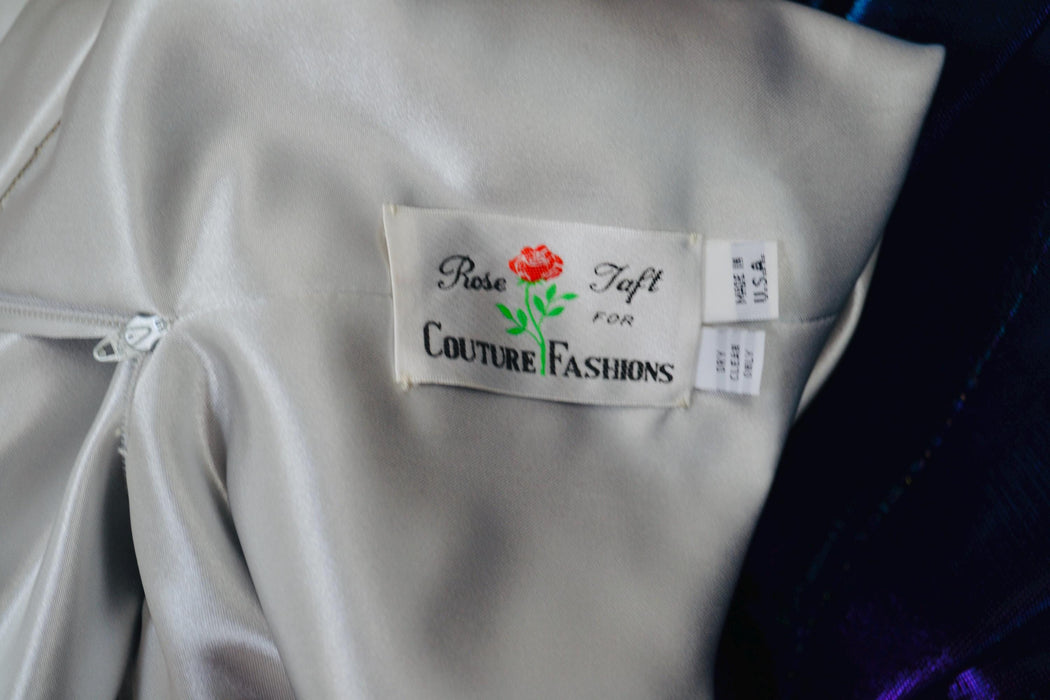 Rose Taft
FOR
COUTURE FASHIONS
MADE IN
U.S.A.
DRY
CLEAN
ONLY